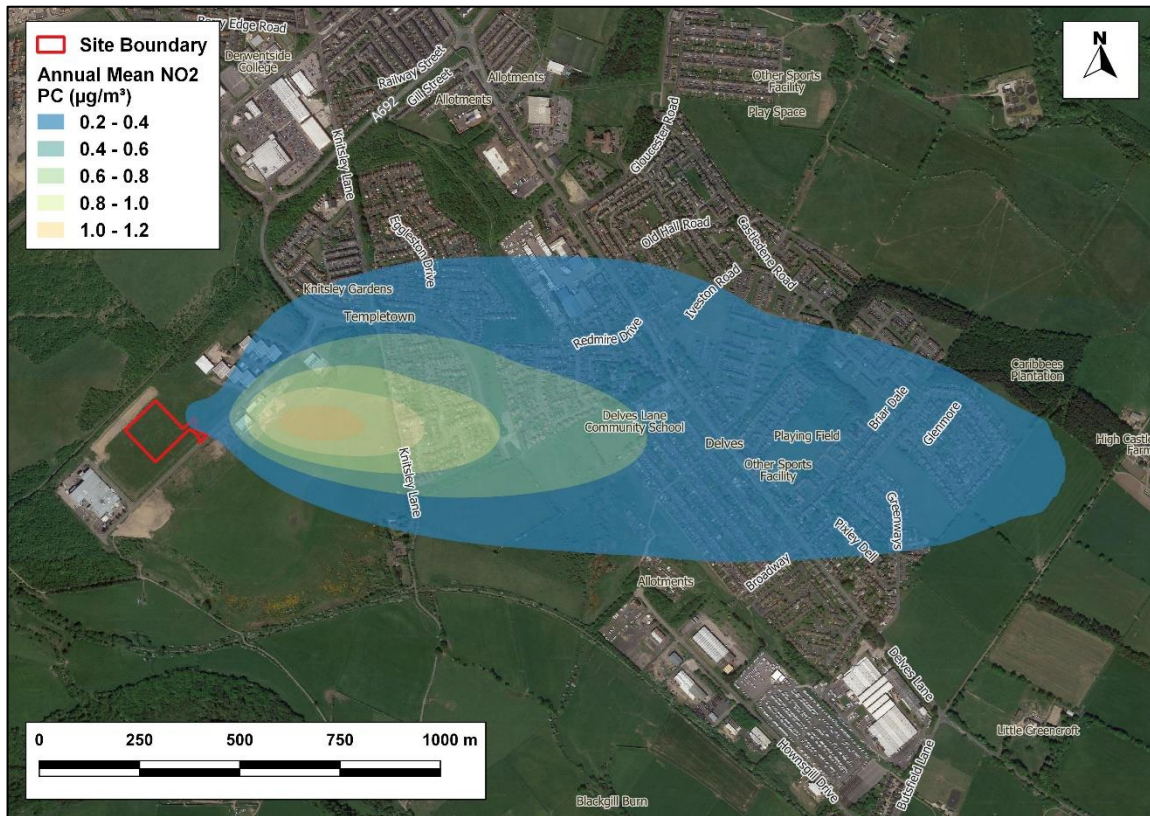 Site Boundary
Annual Mean NO2
PC (µg/m³)
0.2 - 0.4
0.4 - 0.6
0.6 - 0.8
0.8 - 1.0
1.0 - 1.2
N
Edge Road
Derwentside
College
Railway Street
Gill Street
A692
Allotments
Allotments
Other Sports
Facility
Play Space
Knitsley Lane
Gloucester Road
Eggleston Drive
Old Hall Road
Castledene Road
Iveston Road
Knitsley Gardens
Templetown
Redmire Drive
Caribbees
Plantation
Briar Dale
Glenmore
Delves Lane
Community School
Delves
Playing Field
High Castle
Farm
Other Sports
Facility
Knitsley Lane
Greenways
Pixley Dell
Broadway
Allotments
Delves Lane
Little Greencroft
Hownsgill Drive
Butsfield Lane
Blackgill Burn
0 250 500 750 1000 m